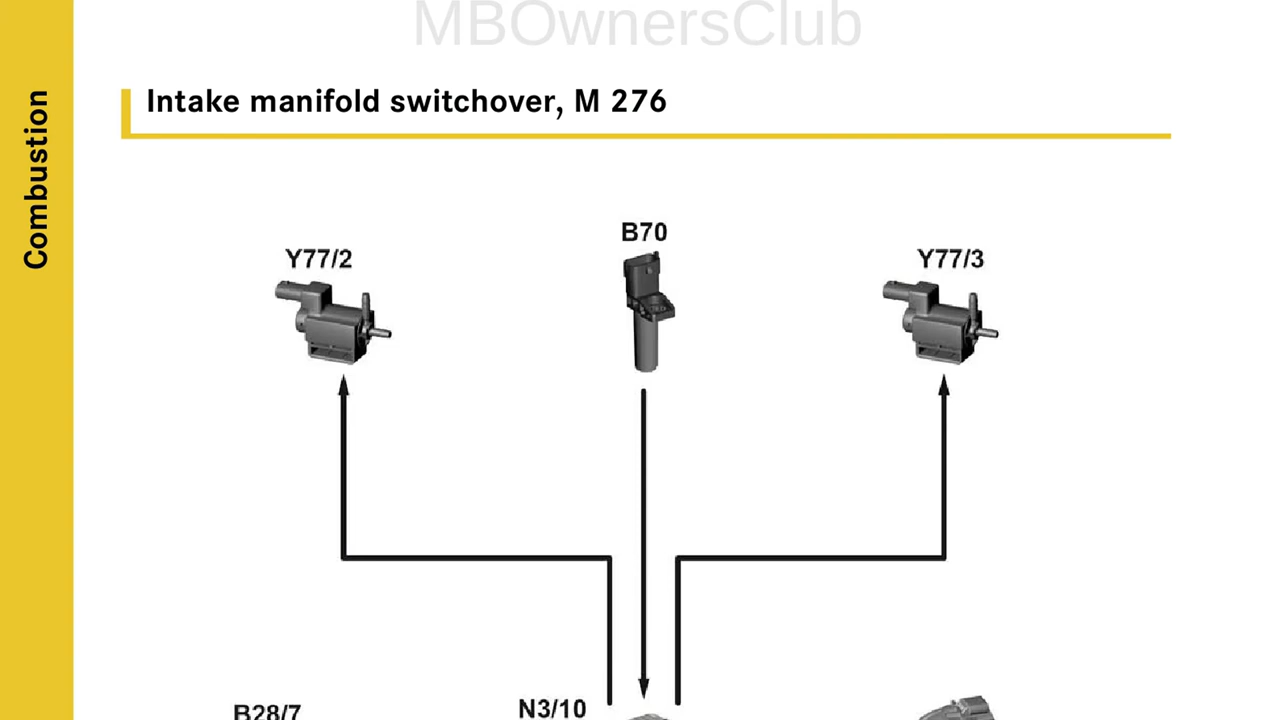 MBOwnersClub
Combustion
Intake manifold switchover, M 276
B70
Y77/2
Y77/3
B28/7
N3/10